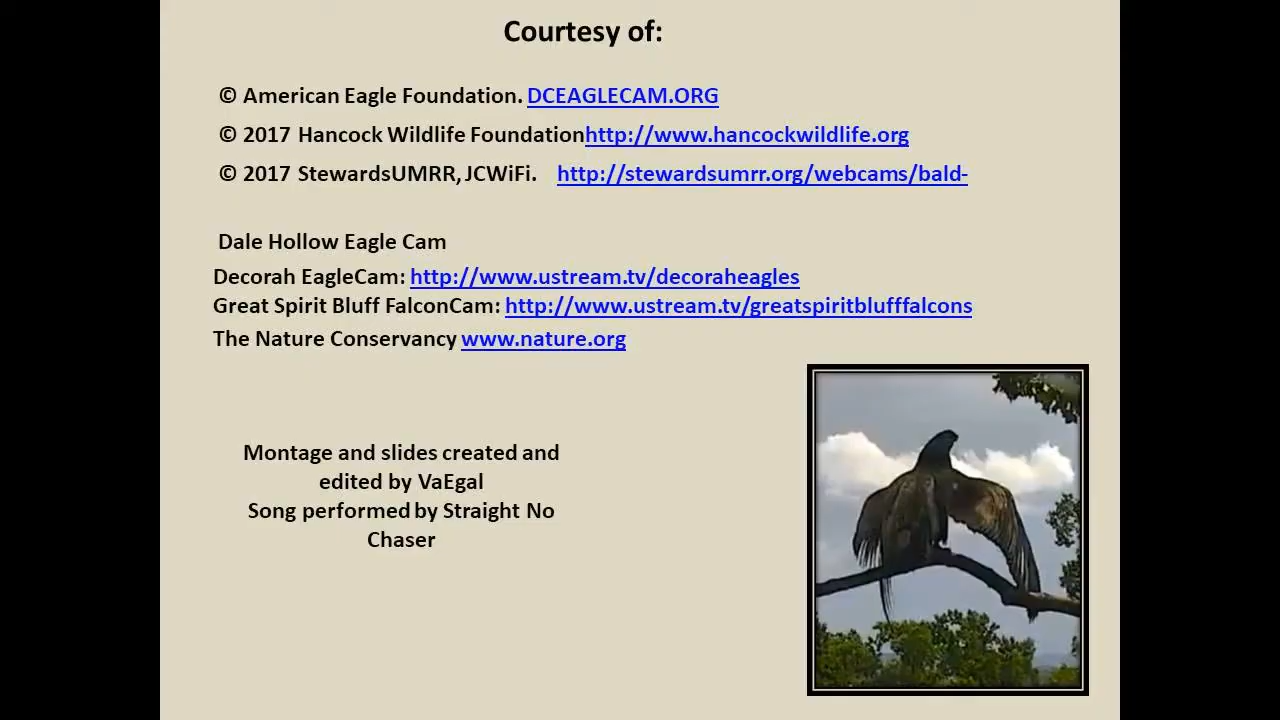 Courtesy of:
© American Eagle Foundation. DCEAGLECAM.ORG
© 2017 Hancock Wildlife Foundationhttp://www.hancockwildlife.org
© 2017 StewardsUMRR, JCWiFi. http://stewardsumrr.org/webcams/bald-
Dale Hollow Eagle Cam
Decorah EagleCam: http://www.ustream.tv/decoraheagles
Great Spirit Bluff FalconCam: http://www.ustream.tv/greatspiritblufffalcons
The Nature Conservancy www.nature.org
Montage and slides created and
edited by VaEgal
Song performed by Straight No
Chaser